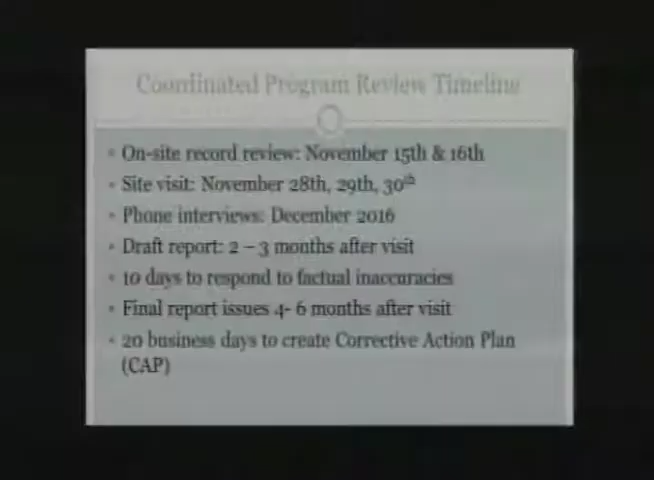 Coordinated Program Review Timeline
• On-site record review: November 15th & 16th
• Site visit: November 28th, 29th, 30th
• Phone interviews: December 2016
• Draft report: 2 – 3 months after visit
• 10 days to respond to factual inaccuracies
• Final report issues 4- 6 months after visit
• 20 business days to create Corrective Action Plan
(CAP)